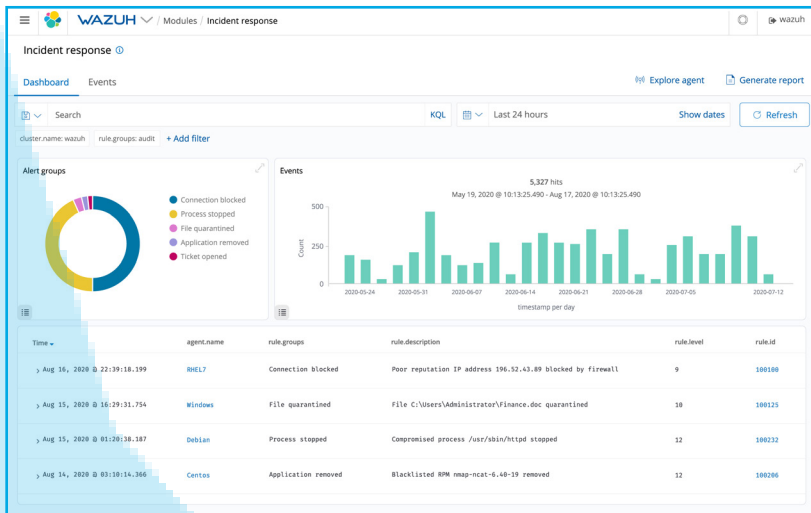 WAZUH / Modules / Incident response
wazuh
Incident response
Dashboard Events
Explore agent Generate report
Search KQL Last 24 hours Show dates Refresh
cluster.name: wazuh rule.groups: audit + Add filter
Alert groups
Connection blocked
Process stopped
File quarantined
Application removed
Ticket opened
Events
5,327 hits
May 19, 2020 @ 10:13:25.490 - Aug 17, 2020 @ 10:13:25.490
Count
500
250
0
2020-05-24 2020-05-31 2020-06-07 2020-06-14 2020-06-21 2020-06-28 2020-07-05 2020-07-12
timestamp per day
Time agent.name rule.groups rule.description rule.level rule.id
Aug 16, 2020 @ 22:39:18.199 RHEL7 Connection blocked Poor reputation IP address 196.52.43.89 blocked by firewall 9 100100
Aug 15, 2020 @ 16:29:31.754 Windows File quarantined File C:\Users\Administrator\Finance.doc quarantined 10 100125
Aug 15, 2020 @ 01:20:38.187 Debian Process stopped Compromised process /usr/sbin/httpd stopped 12 100232
Aug 14, 2020 @ 03:10:14.366 Centos Application removed Blacklisted RPM nmap-ncat-6.40-19 removed 12 100206